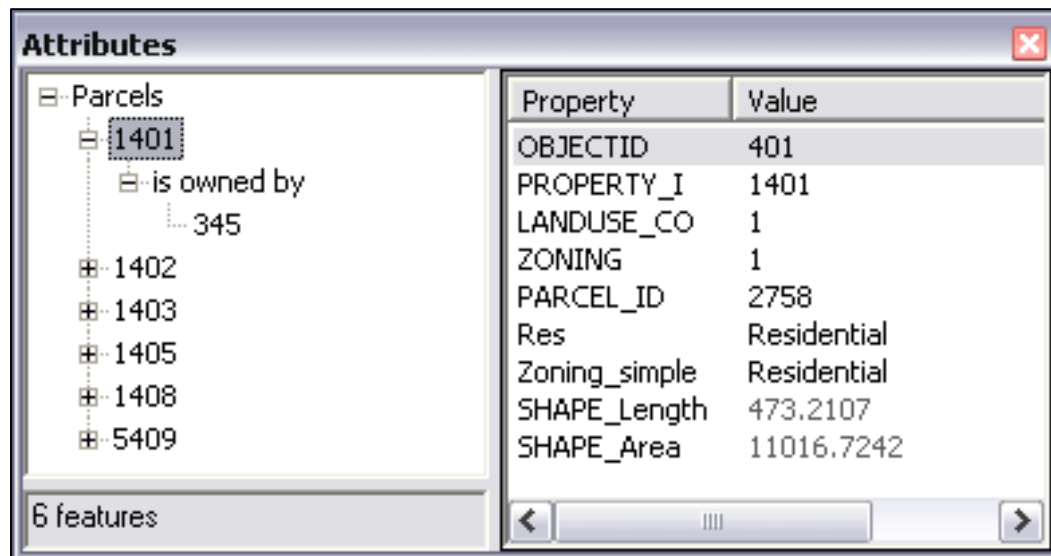 Attributes
Parcels
1401
is owned by
345
1402
1403
1405
1408
5409
6 features
Property Value
OBJECTID 401
PROPERTY_I 1401
LANDUSE_CO 1
ZONING 1
PARCEL_ID 2758
Res Residential
Zoning_simple Residential
SHAPE_Length 473.2107
SHAPE_Area 11016.7242